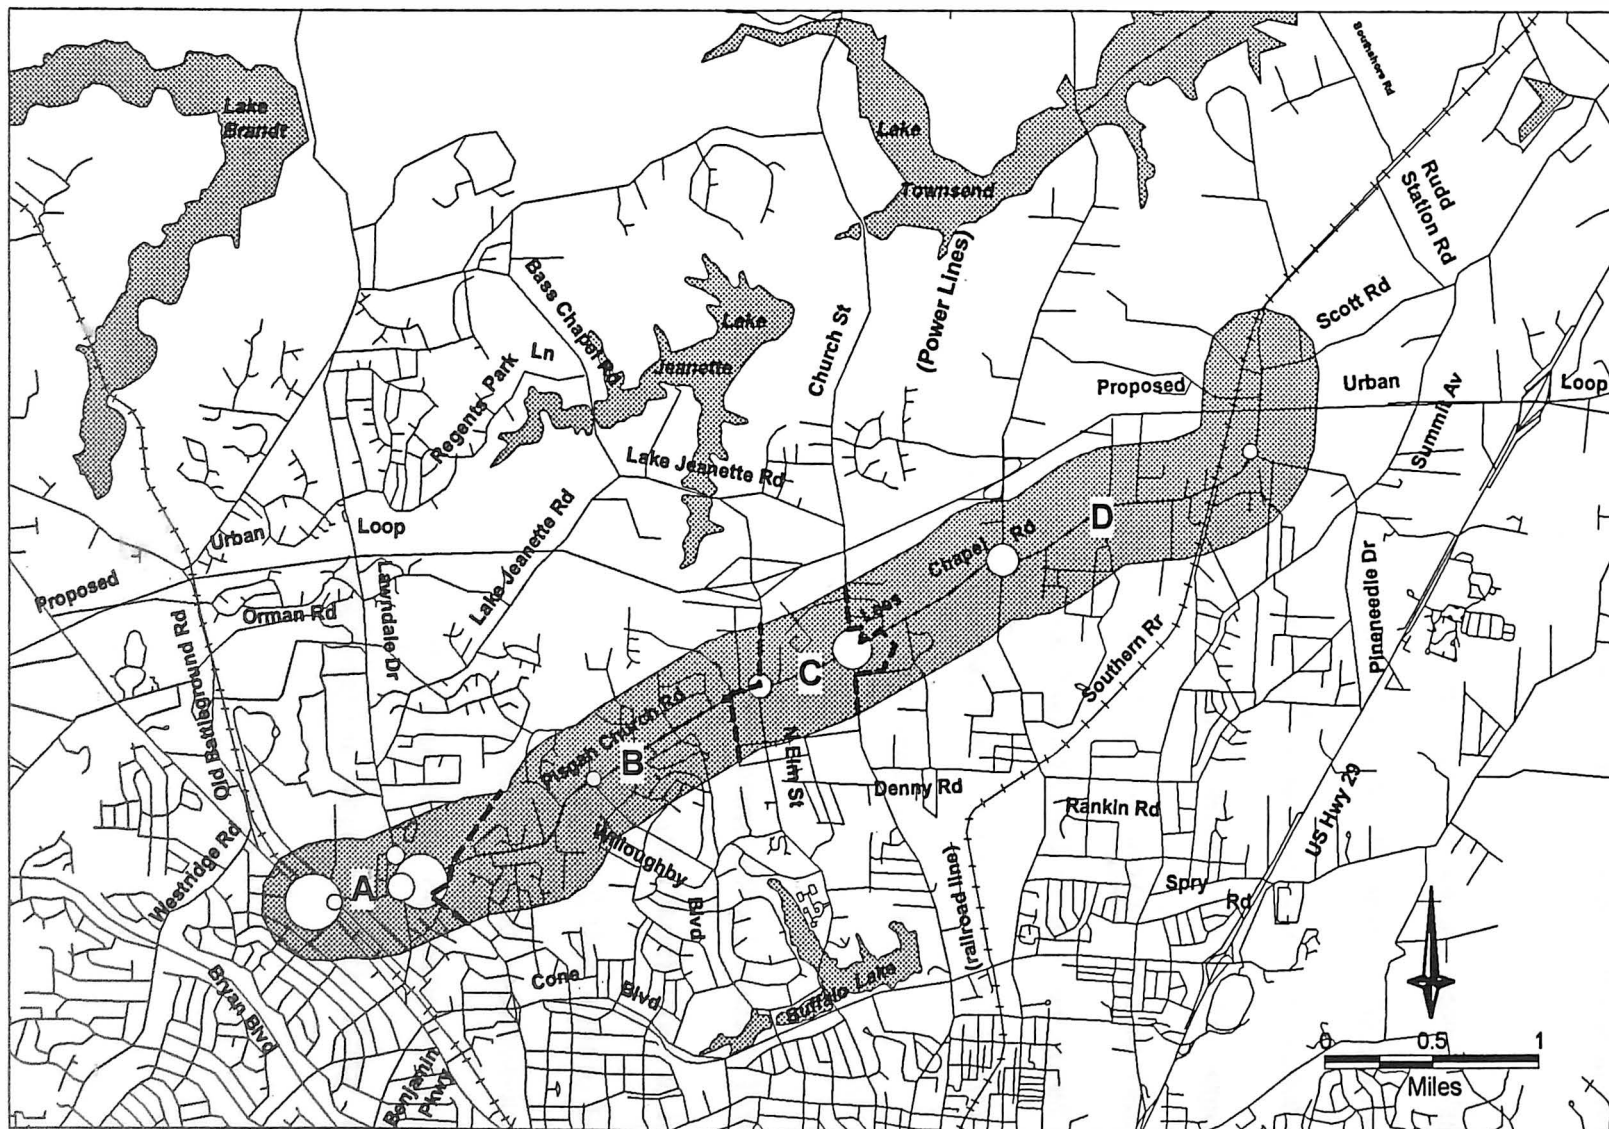 Southshore Rd
Lake
Brandt
Lake
Townsend
Rudd
Station Rd
(Power Lines)
Bass Chapel Rd
Scott Rd
Lake
Jeanette
Church St
Ln
Regents Park
Proposed
Urban
Loop
Summit Av
Lake Jeanette Rd
Lake Jeanette Rd
Urban
Loop
Proposed
D
Chapel Rd
Lees
Pineneedle Dr
Orman Rd
Lawndale Dr
Old Battleground Rd
Southern Rr
C
Pisgah Church Rd
B
N Elm St
Denny Rd
Rankin Rd
US Hwy 29
Willoughby
Blvd
Westridge Rd
A
Spry
Rd
(railroad line)
Cone
Blvd
Buffalo Lake
Bryan Blvd
Benjamin
Pkwy
0 0.5 1
Miles